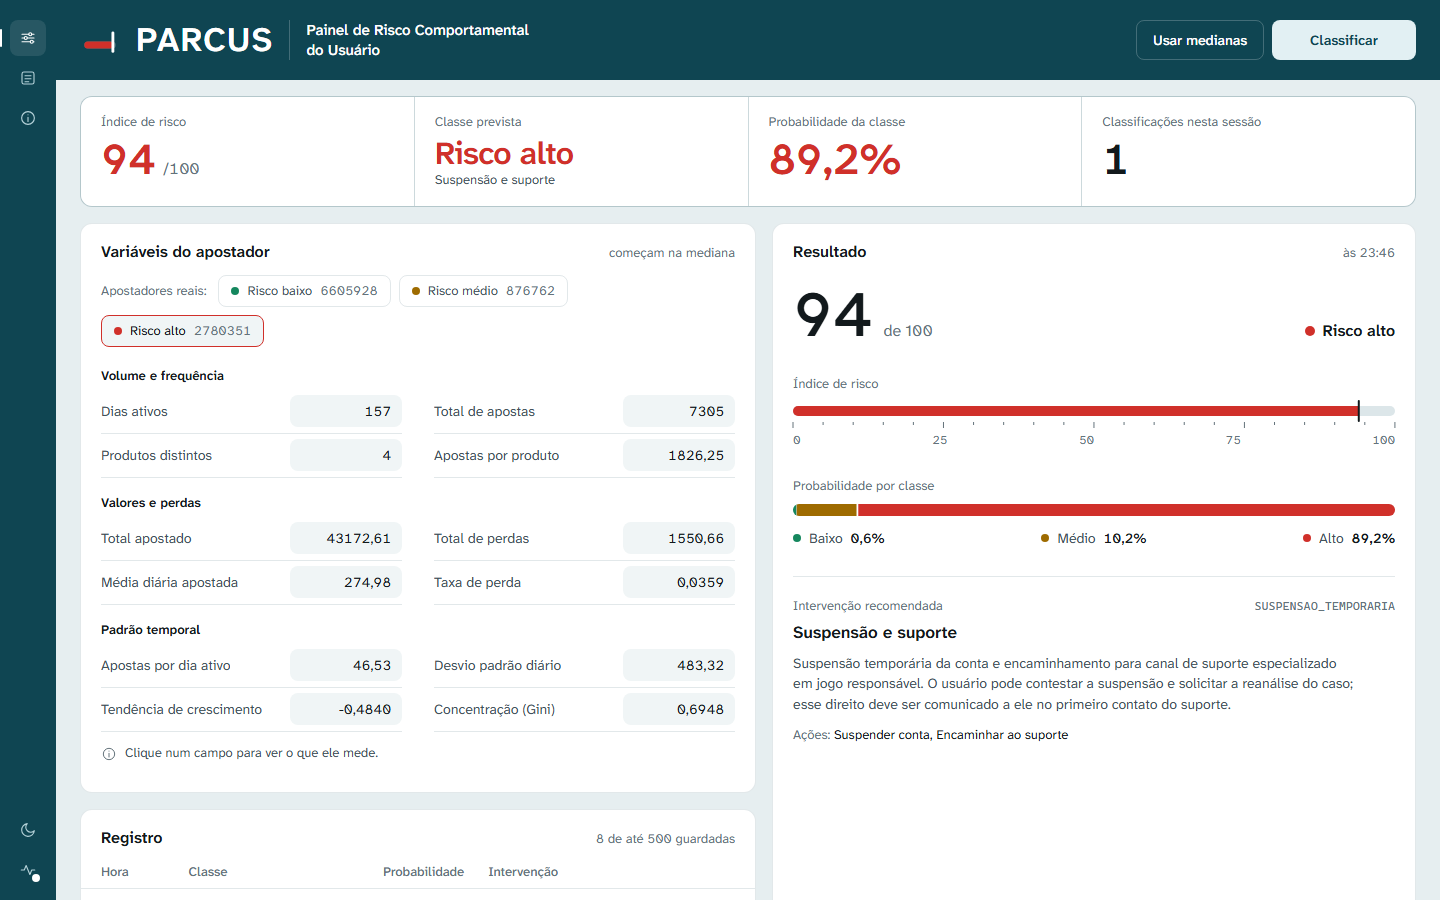 PARCUS
Painel de Risco Comportamental
do Usuário
Usar medianas
Classificar
Índice de risco
94 /100
Classe prevista
Risco alto
Suspensão e suporte
Probabilidade da classe
89,2%
Classificações nesta sessão
1
Variáveis do apostador
começam na mediana
Apostadores reais:
Risco baixo 6605928
Risco médio 876762
Risco alto 2780351
Volume e frequência
Dias ativos 157
Total de apostas 7305
Produtos distintos 4
Apostas por produto 1826,25
Valores e perdas
Total apostado 43172,61
Total de perdas 1550,66
Média diária apostada 274,98
Taxa de perda 0,0359
Padrão temporal
Apostas por dia ativo 46,53
Desvio padrão diário 483,32
Tendência de crescimento -0,4840
Concentração (Gini) 0,6948
Clique num campo para ver o que ele mede.
Registro
8 de até 500 guardadas
Hora Classe Probabilidade Intervenção
Resultado
às 23:46
94 de 100
Risco alto
Índice de risco
0 25 50 75 100
Probabilidade por classe
Baixo 0,6% Médio 10,2% Alto 89,2%
Intervenção recomendada
SUSPENSAO_TEMPORARIA
Suspensão e suporte
Suspensão temporária da conta e encaminhamento para canal de suporte especializado
em jogo responsável. O usuário pode contestar a suspensão e solicitar a reanálise do caso;
esse direito deve ser comunicado a ele no primeiro contato do suporte.
Ações: Suspender conta, Encaminhar ao suporte